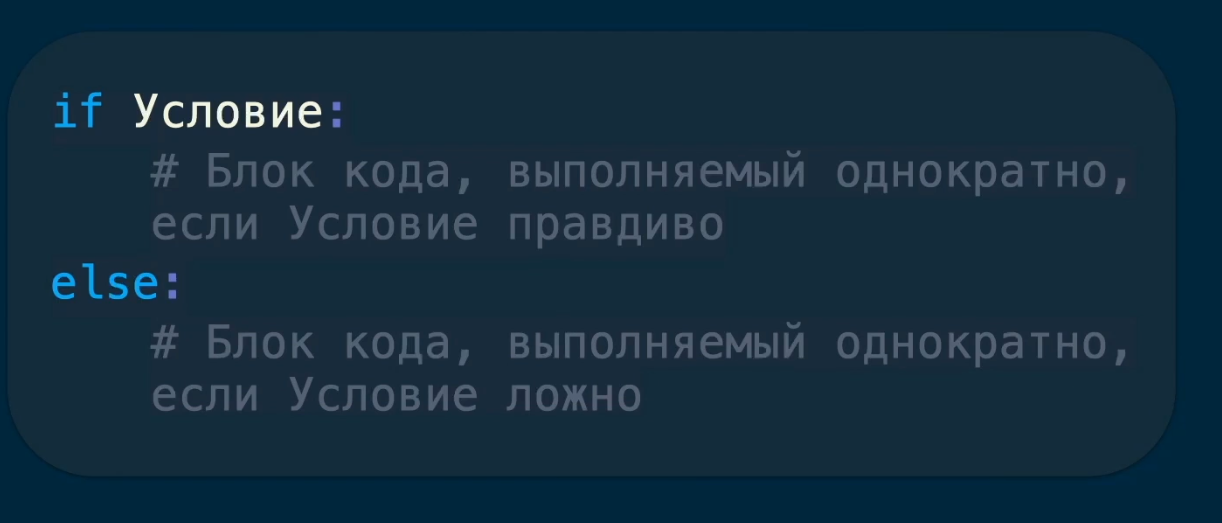 if Условие:
# Блок кода, выполняемый однократно,
если Условие правдиво
else:
# Блок кода, выполняемый однократно,
если Условие ложно